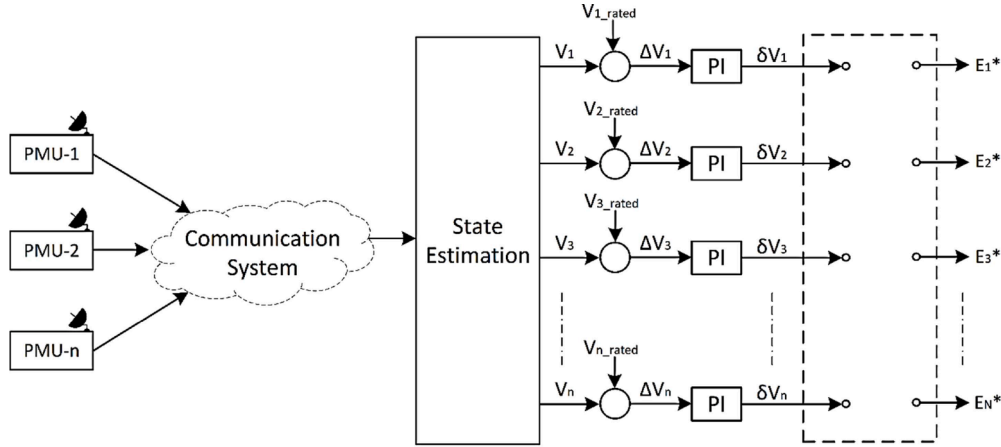 V1_rated
V1
ΔV1
PI
δV1
E1*
PMU-1
V2_rated
V2
ΔV2
PI
δV2
E2*
PMU-2
Communication
System
State
Estimation
V3_rated
V3
ΔV3
PI
δV3
E3*
PMU-n
Vn_rated
Vn
ΔVn
PI
δVn
EN*